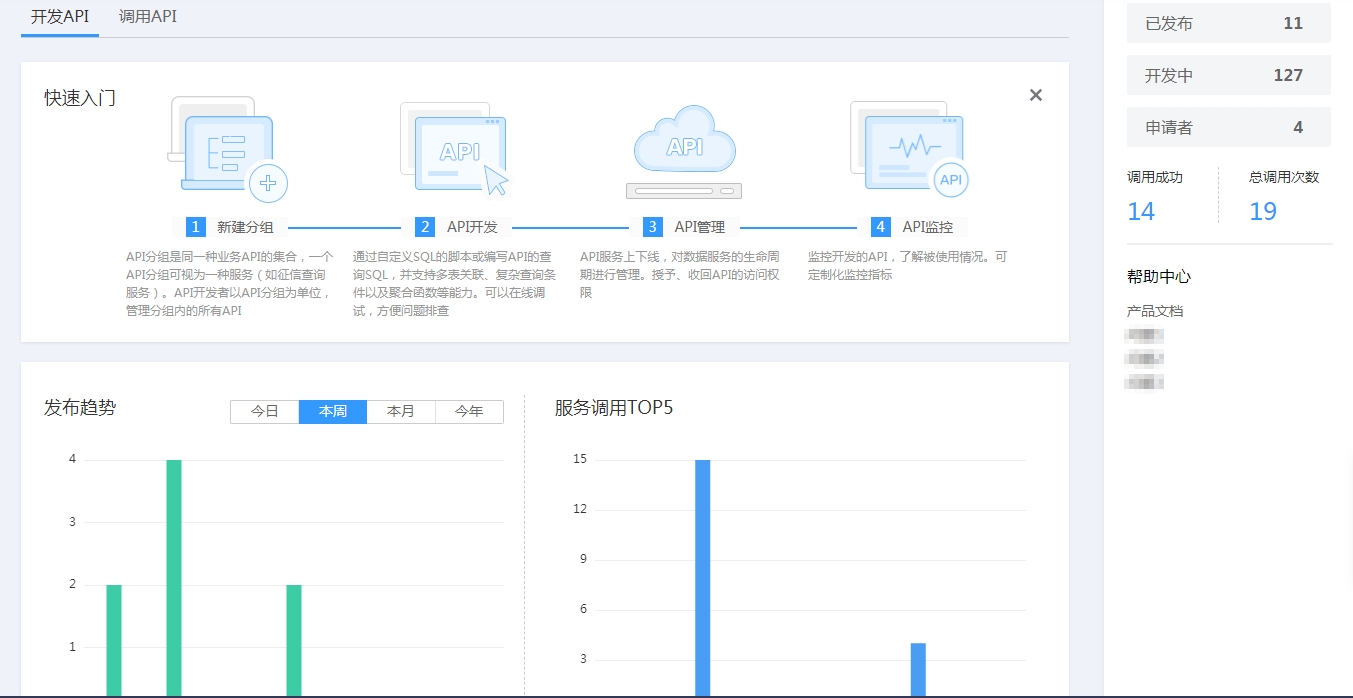 开发API 调用API
快速入门
API
API
API
1 新建分组
2 API开发
3 API管理
4 API监控
API分组是同一种业务API的集合，一个
API分组可视为一种服务（如征信查询
服务）。API开发者以API分组为单位，
管理分组内的所有API
通过自定义SQL的脚本或编写API的查
询SQL，并支持多表关联、复杂查询条
件以及聚合函数等能力。可以在线调
试，方便问题排查
API服务上下线，对数据服务的生命周
期进行管理。授予、收回API的访问权
限
监控开发的API，了解被使用情况。可
定制化监控指标
发布趋势
今日 本周 本月 今年
4
3
2
1
服务调用TOP5
15
12
9
6
3
已发布 11
开发中 127
申请者 4
调用成功 总调用次数
14 19
帮助中心
产品文档